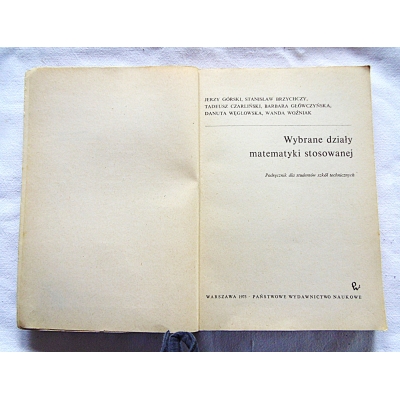 JERZY GÓRSKI, STANISŁAW BRZYCHCZY,
TADEUSZ CZARLIŃSKI, BARBARA GŁÓWCZYŃSKA,
DANUTA WĘGLOWSKA, WANDA WOŹNIAK
Wybrane działy
matematyki stosowanej
Podręcznik dla studentów szkół technicznych
WARSZAWA 1975 · PAŃSTWOWE WYDAWNICTWO NAUKOWE